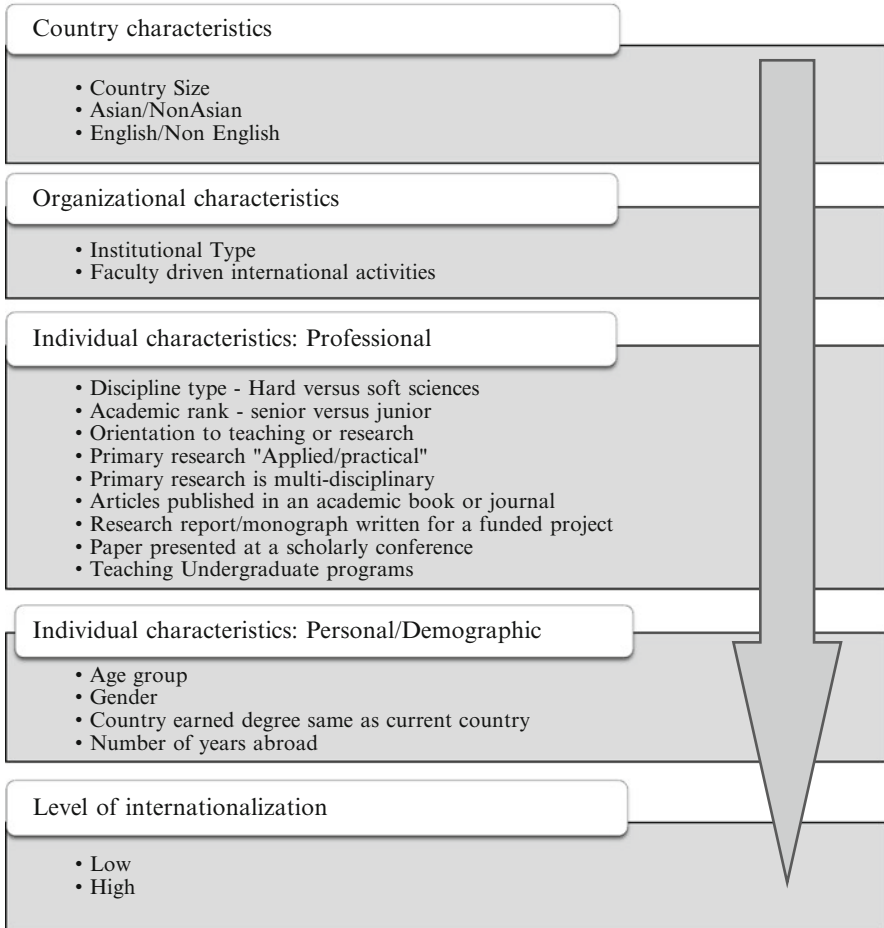 Country characteristics
• Country Size
• Asian/NonAsian
• English/Non English
Organizational characteristics
• Institutional Type
• Faculty driven international activities
Individual characteristics: Professional
• Discipline type - Hard versus soft sciences
• Academic rank - senior versus junior
• Orientation to teaching or research
• Primary research "Applied/practical"
• Primary research is multi-disciplinary
• Articles published in an academic book or journal
• Research report/monograph written for a funded project
• Paper presented at a scholarly conference
• Teaching Undergraduate programs
Individual characteristics: Personal/Demographic
• Age group
• Gender
• Country earned degree same as current country
• Number of years abroad
Level of internationalization
• Low
• High